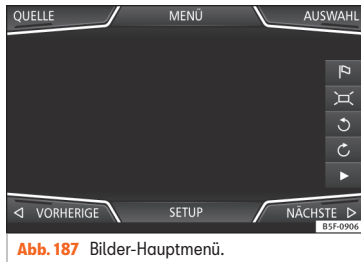 QUELLE MENÜ AUSWAHL
VORHERIGE SETUP NÄCHSTE
B5F-0906
Abb. 187 Bilder-Hauptmenü.